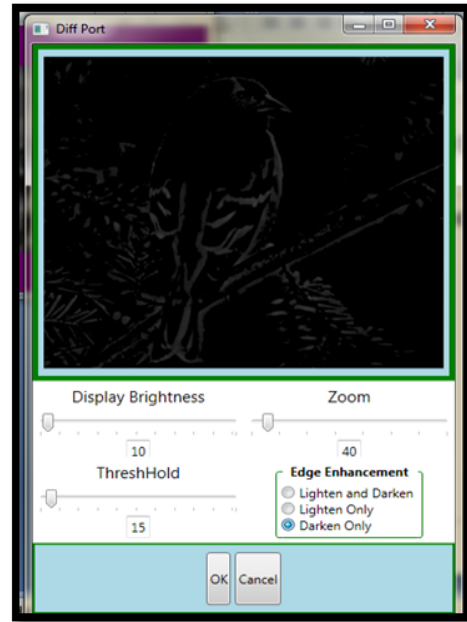 Diff Port
Display Brightness
Zoom
10
40
ThreshHold
15
Edge Enhancement
Lighten and Darken
Lighten Only
Darken Only
OK
Cancel